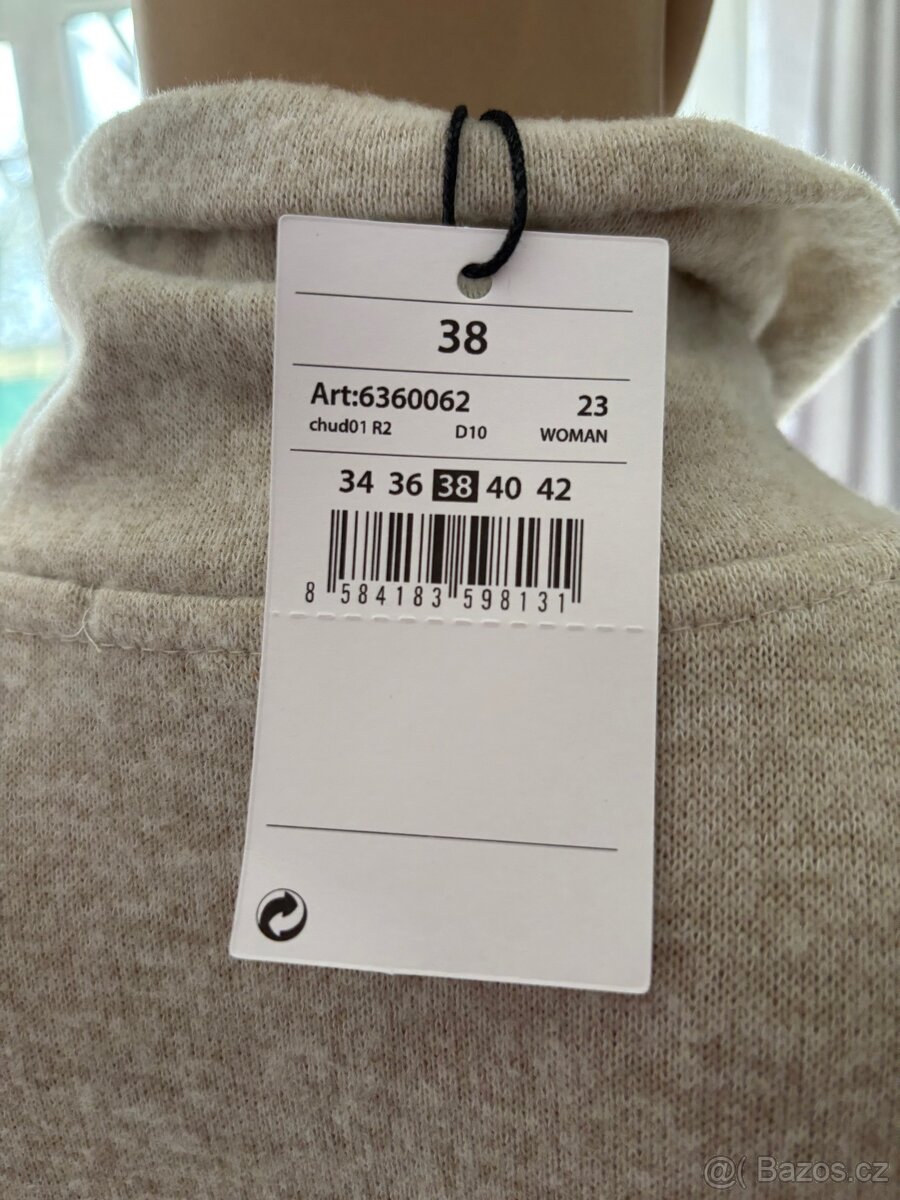 38
Art:6360062 23
chud01 R2 D10 WOMAN
34 36 38 40 42
8 584183 598131
@( Bazos.cz